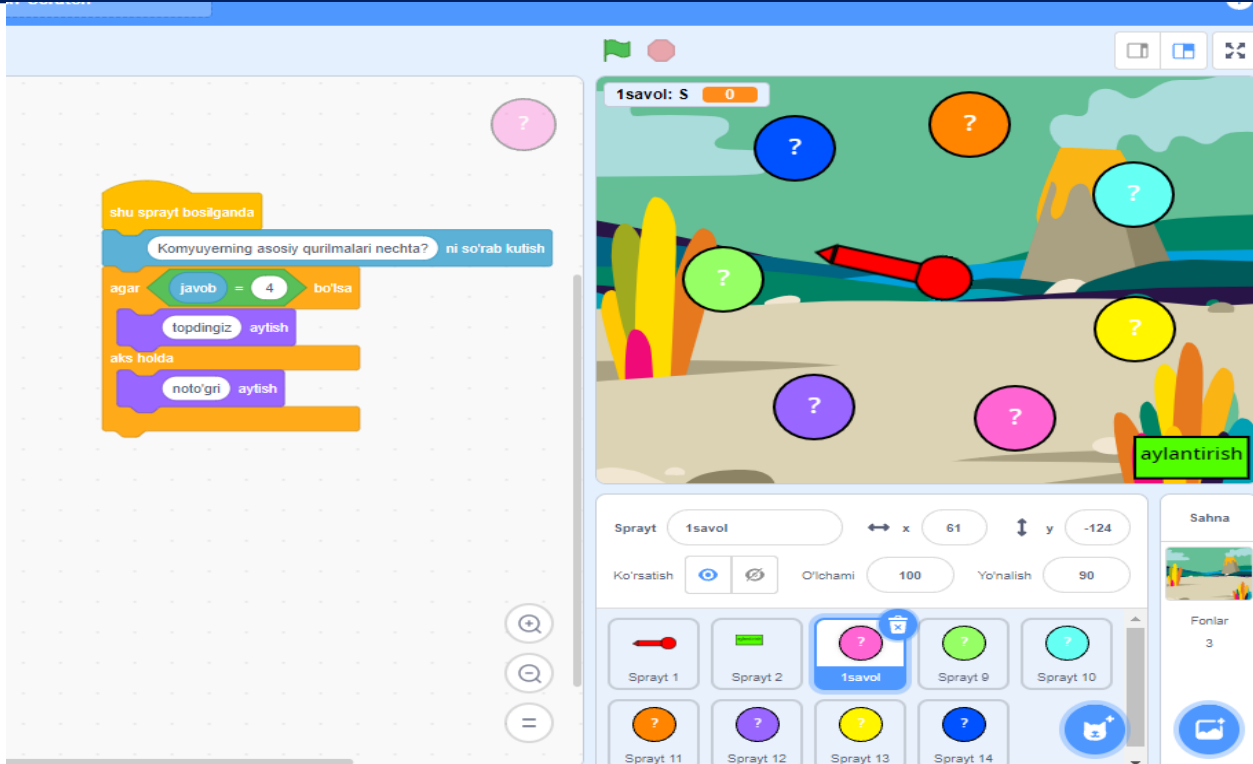 shu sprayt bosilganda
Komyuyerning asosiy qurilmalari nechta? ni so'rab kutish
agar javob = 4 bo'lsa
topdingiz aytish
aks holda
noto'gri aytish
?
1savol: S 0
?
?
?
?
?
?
?
aylantirish
Sprayt 1savol x 61 y -124
Ko'rsatish O'lchami 100 Yo'nalish 90
Sahna
Fonlar
3
? ? ?
Sprayt 1 Sprayt 2 1savol Sprayt 9 Sprayt 10
? ? ? ?
Sprayt 11 Sprayt 12 Sprayt 13 Sprayt 14